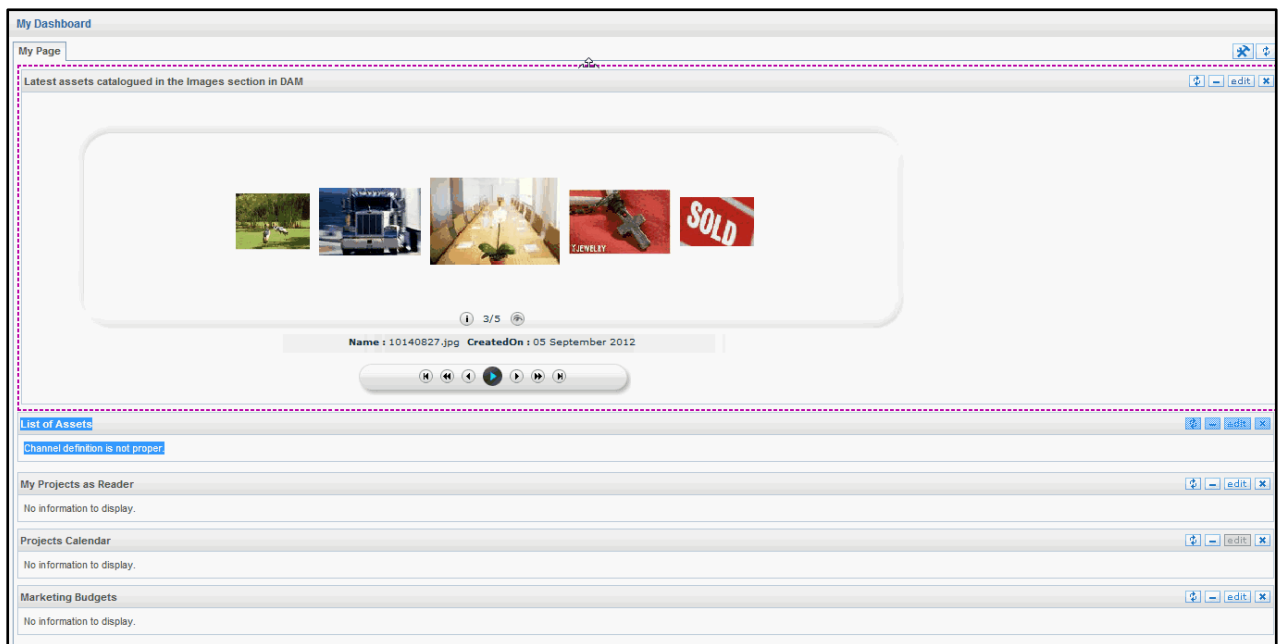 My Dashboard
My Page
Latest assets catalogued in the Images section in DAM
edit
SOLD
JEWELRY
3/5
Name : 10140827.jpg CreatedOn : 05 September 2012
List of Assets
edit
Channel definition is not proper.
My Projects as Reader
edit
No information to display.
Projects Calendar
edit
No information to display.
Marketing Budgets
edit
No information to display.